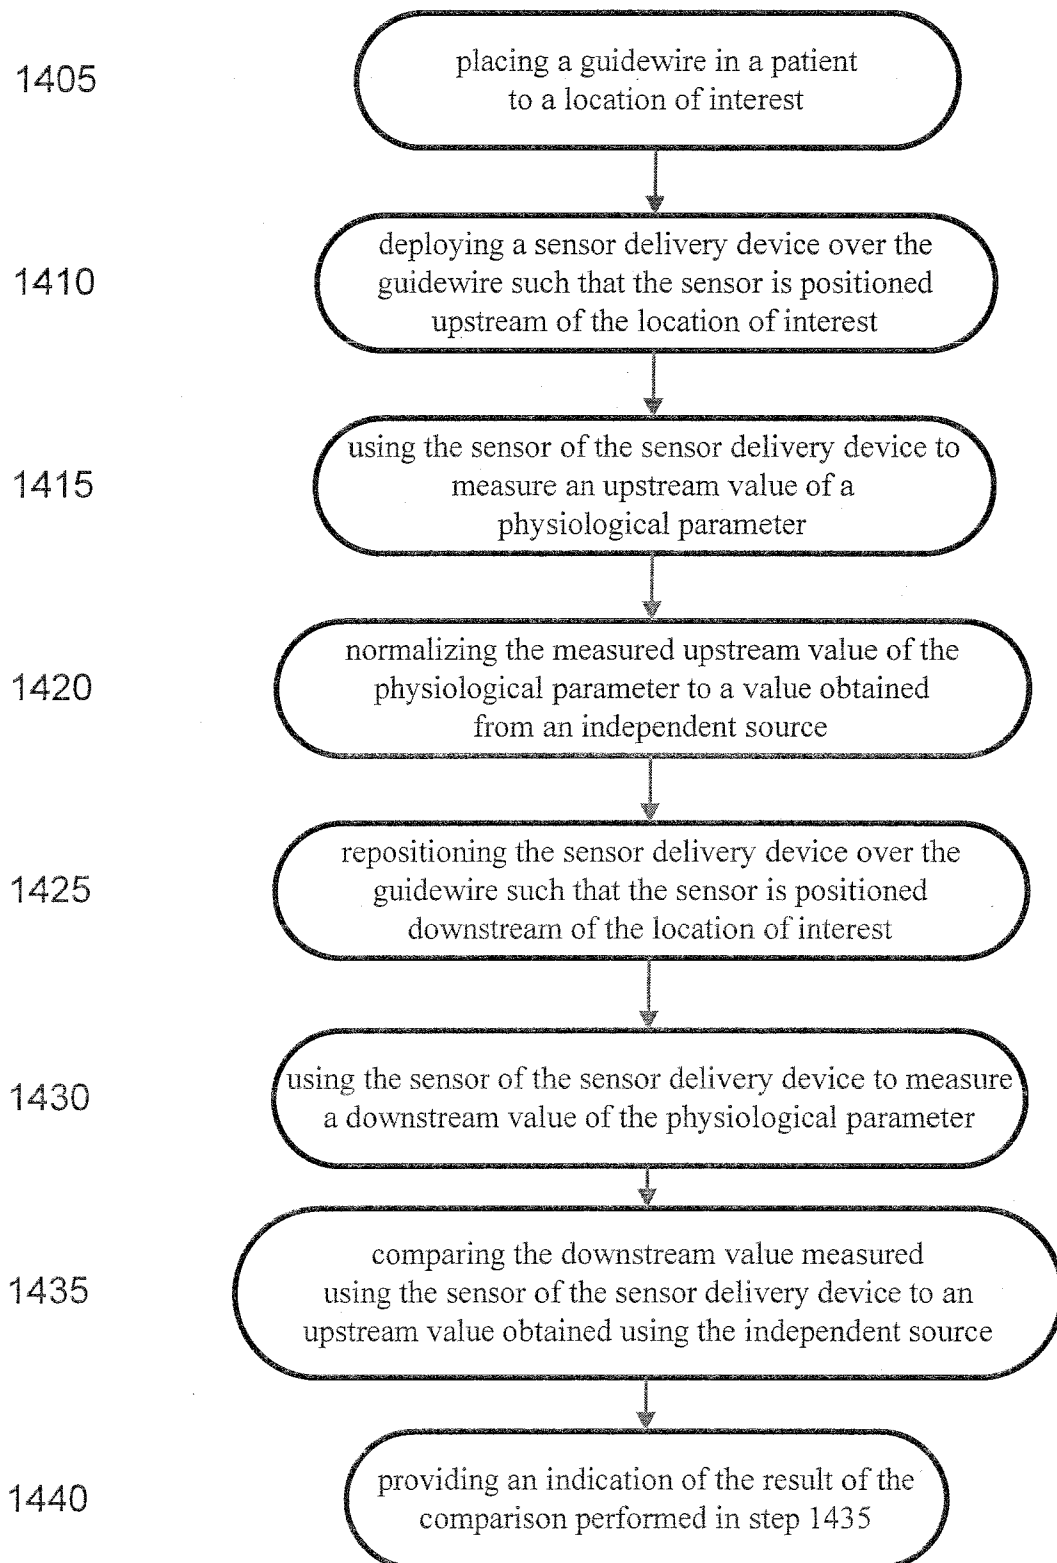 1405
placing a guidewire in a patient
to a location of interest
1410
deploying a sensor delivery device over the
guidewire such that the sensor is positioned
upstream of the location of interest
1415
using the sensor of the sensor delivery device to
measure an upstream value of a
physiological parameter
1420
normalizing the measured upstream value of the
physiological parameter to a value obtained
from an independent source
1425
repositioning the sensor delivery device over the
guidewire such that the sensor is positioned
downstream of the location of interest
1430
using the sensor of the sensor delivery device to measure
a downstream value of the physiological parameter
1435
comparing the downstream value measured
using the sensor of the sensor delivery device to an
upstream value obtained using the independent source
1440
providing an indication of the result of the
comparison performed in step 1435